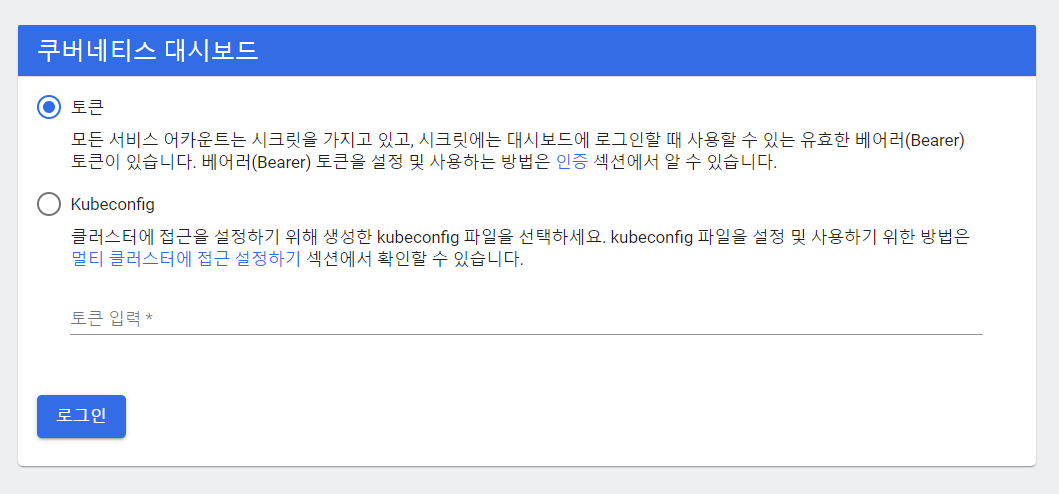 쿠버네티스 대시보드
토큰
모든 서비스 어카운트는 시크릿을 가지고 있고, 시크릿에는 대시보드에 로그인할 때 사용할 수 있는 유효한 베어러(Bearer)
토큰이 있습니다. 베어러(Bearer) 토큰을 설정 및 사용하는 방법은 인증 섹션에서 알 수 있습니다.
Kubeconfig
클러스터에 접근을 설정하기 위해 생성한 kubeconfig 파일을 선택하세요. kubeconfig 파일을 설정 및 사용하기 위한 방법은
멀티 클러스터에 접근 설정하기 섹션에서 확인할 수 있습니다.
토큰 입력 *
로그인